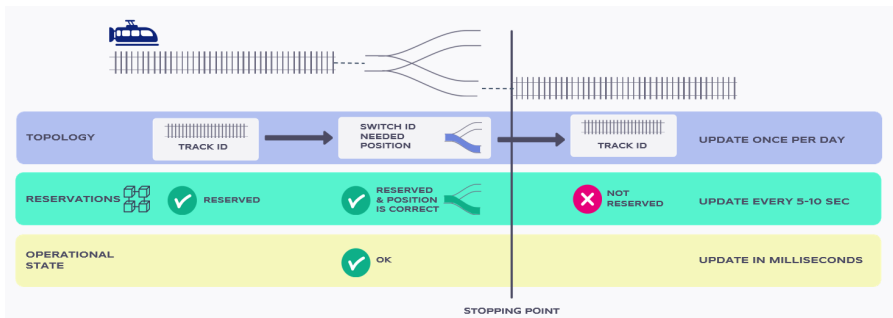 TOPOLOGY
TRACK ID
SWITCH ID
NEEDED
POSITION
TRACK ID
UPDATE ONCE PER DAY
RESERVATIONS
RESERVED
RESERVED
& POSITION
IS CORRECT
NOT
RESERVED
UPDATE EVERY 5-10 SEC
OPERATIONAL
STATE
OK
UPDATE IN MILLISECONDS
STOPPING POINT